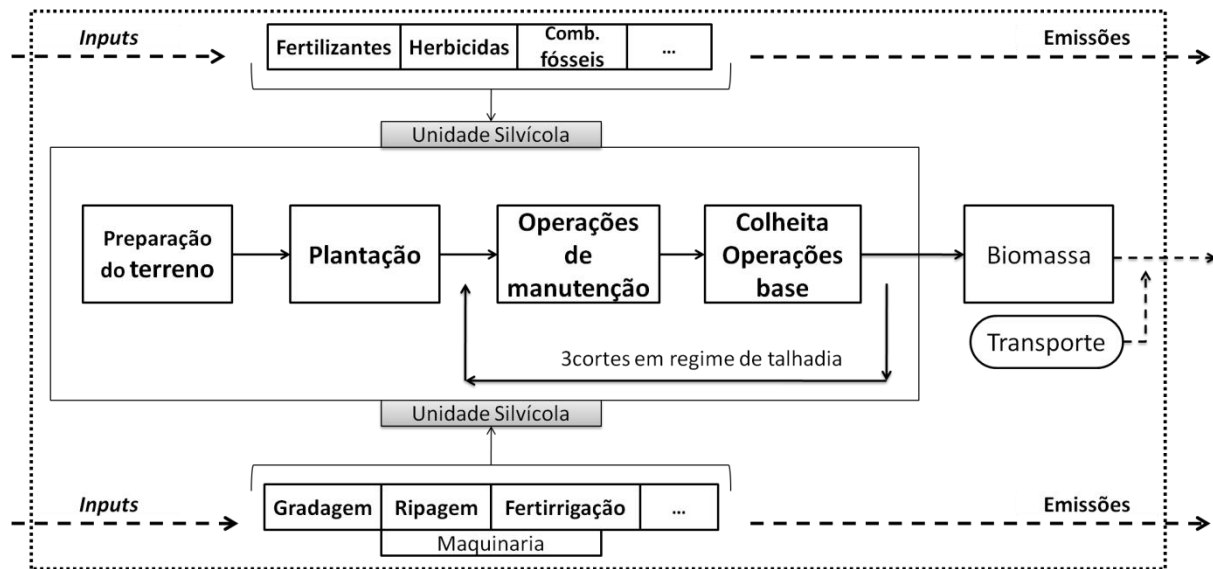 Inputs
Fertilizantes
Herbicidas
Comb.
fósseis
...
Emissões
Unidade Silvícola
Preparação
do terreno
Plantação
Operações
de
manutenção
Colheita
Operações
base
Biomassa
Transporte
3cortes em regime de talhadia
Unidade Silvícola
Inputs
Gradagem
Ripagem
Fertirrigação
...
Maquinaria
Emissões